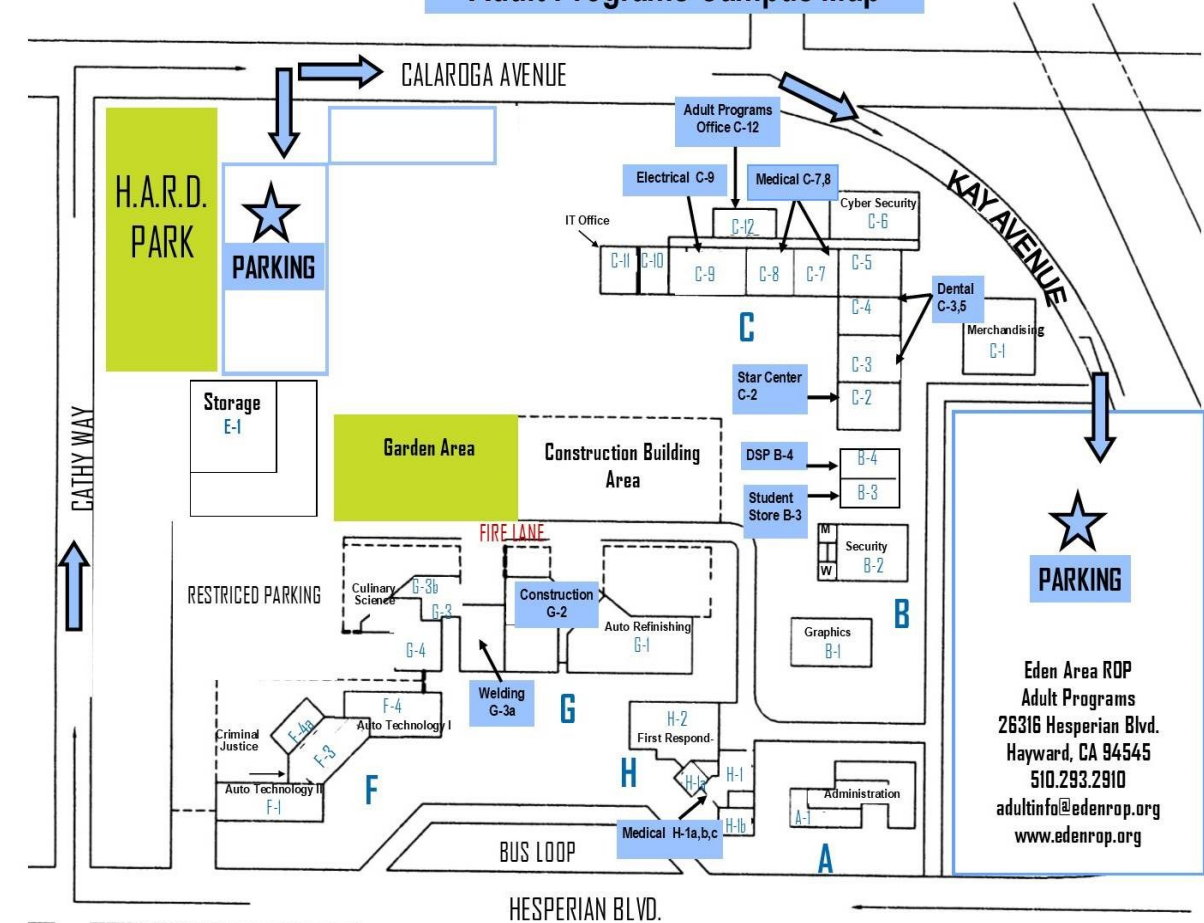 Adult Programs Campus Map
CALAROGA AVENUE
Adult Programs
Office C-12
H.A.R.D.
PARK
PARKING
Electrical C-9
Medical C-7,8
KAY AVENUE
IT Office
C-12
Cyber Security
C-6
C-11
C-10
C-9
C-8
C-7
C-5
C-4
Dental
C-3,5
C
Merchandising
C-1
C-3
Star Center
C-2
C-2
Storage
E-1
CATHY WAY
Garden Area
Construction Building
Area
DSP B-4
B-4
Student
Store B-3
B-3
FIRE LANE
M
W
Security
B-2
PARKING
RESTRICED PARKING
Culinary
Science
G-3b
G-3
Construction
G-2
Auto Refinishing
G-1
B
Graphics
B-1
G-4
Welding
G-3a
G
F-4
Auto Technology I
Criminal
Justice
F-4a
F-3
H-2
First Respond-
H
H-1a
H-1
Auto Technology II
F-1
F
Medical H-1a,b,c
H-1b
Administration
A-1
A
Eden Area ROP
Adult Programs
26316 Hesperian Blvd.
Hayward, CA 94545
510.293.2910
adultinfo@edenrop.org
www.edenrop.org
BUS LOOP
HESPERIAN BLVD.